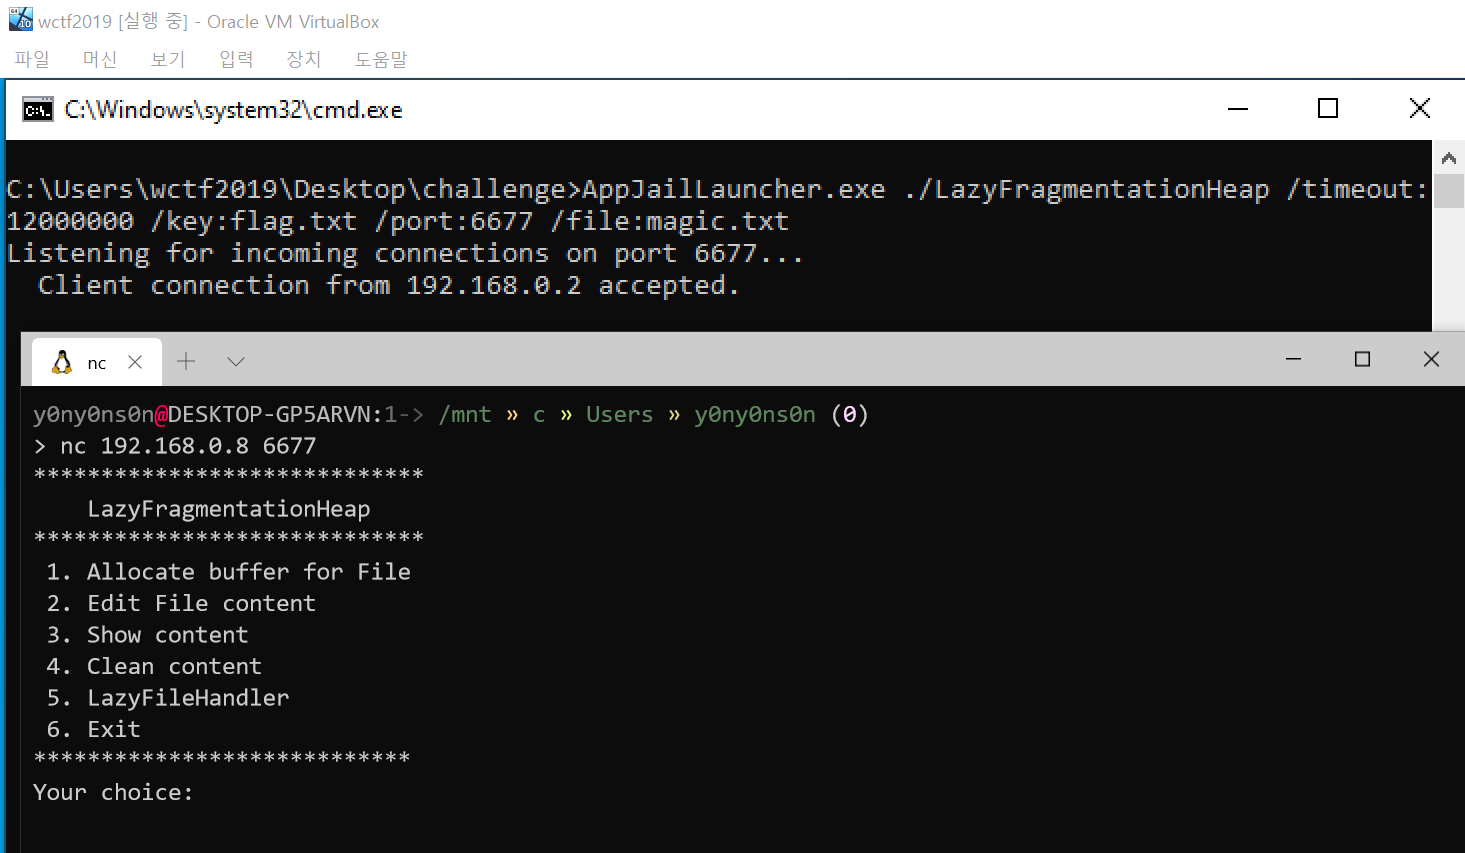 wctf2019 [실행 중] - Oracle VM VirtualBox
파일 머신 보기 입력 장치 도움말
C:\Windows\system32\cmd.exe
C:\Users\wctf2019\Desktop\challenge>AppJailLauncher.exe ./LazyFragmentationHeap /timeout:
12000000 /key:flag.txt /port:6677 /file:magic.txt
Listening for incoming connections on port 6677...
  Client connection from 192.168.0.2 accepted.
nc
y0ny0ns0n@DESKTOP-GP5ARVN:1-> /mnt » c » Users » y0ny0ns0n (0)
> nc 192.168.0.8 6677
*****************************
    LazyFragmentationHeap
*****************************
 1. Allocate buffer for File
 2. Edit File content
 3. Show content
 4. Clean content
 5. LazyFileHandler
 6. Exit
****************************
Your choice: